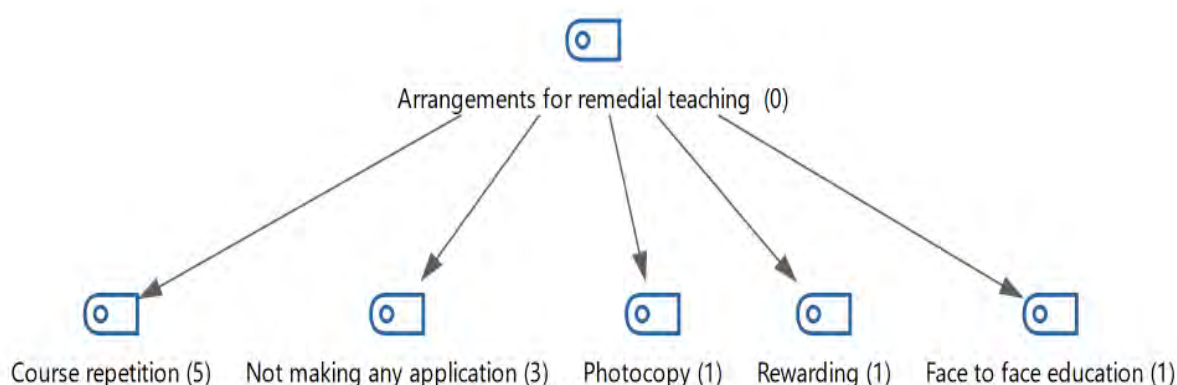 Arrangements for remedial teaching (0)
Course repetition (5) Not making any application (3) Photocopy (1) Rewarding (1) Face to face education (1)